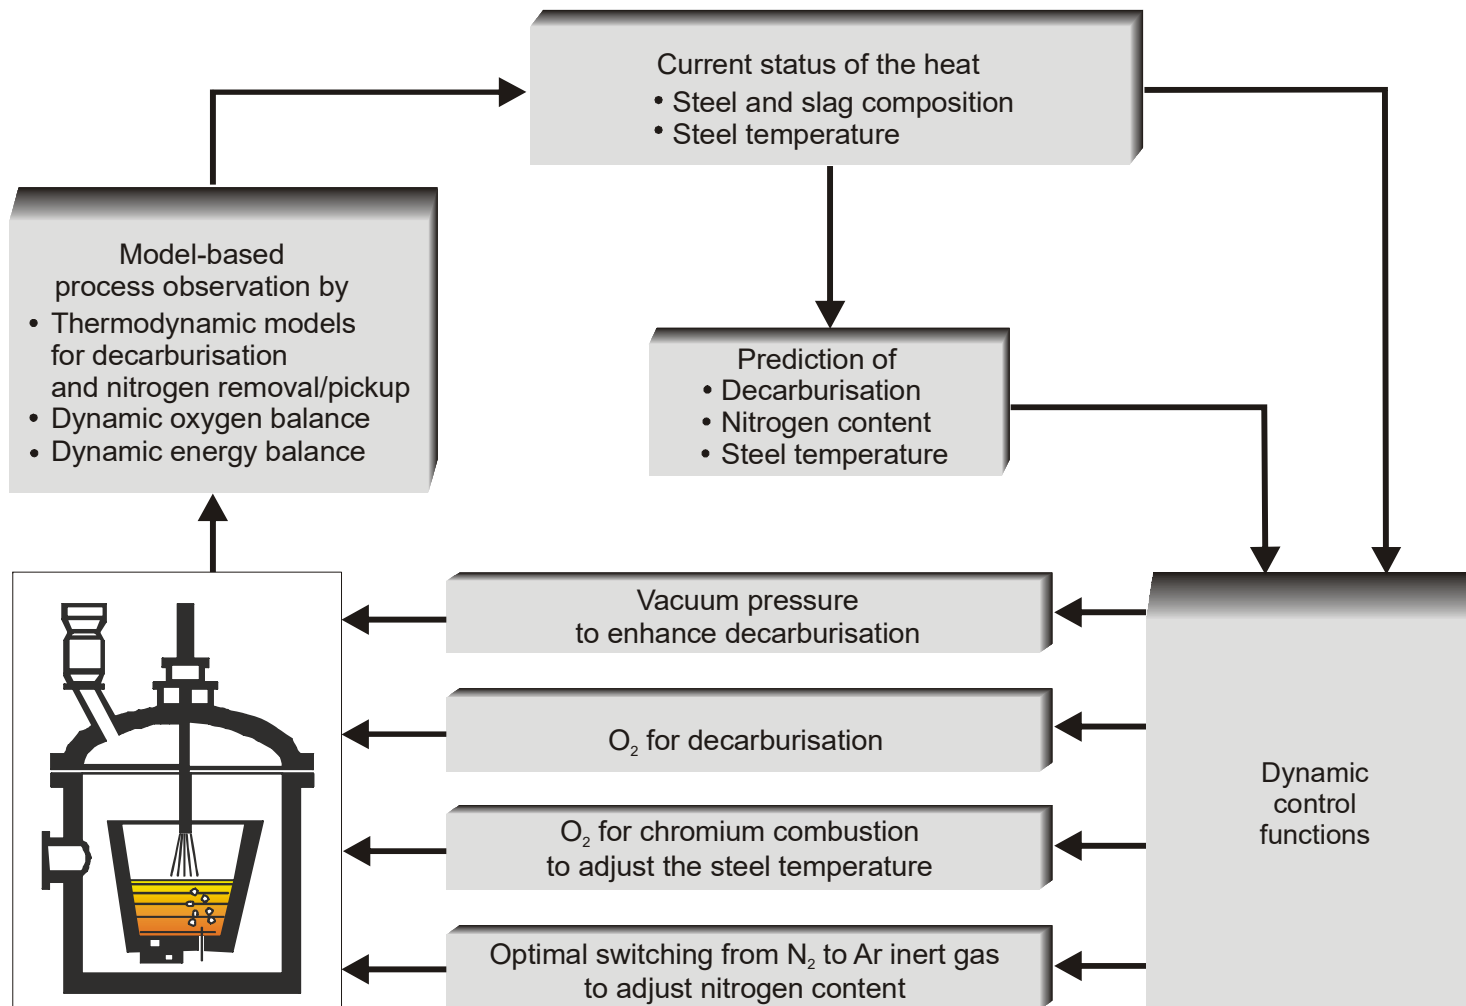 Current status of the heat
• Steel and slag composition
• Steel temperature
Model-based
process observation by
• Thermodynamic models
for decarburisation
and nitrogen removal/pickup
• Dynamic oxygen balance
• Dynamic energy balance
Prediction of
• Decarburisation
• Nitrogen content
• Steel temperature
Vacuum pressure
to enhance decarburisation
O₂ for decarburisation
O₂ for chromium combustion
to adjust the steel temperature
Optimal switching from N₂ to Ar inert gas
to adjust nitrogen content
Dynamic
control
functions